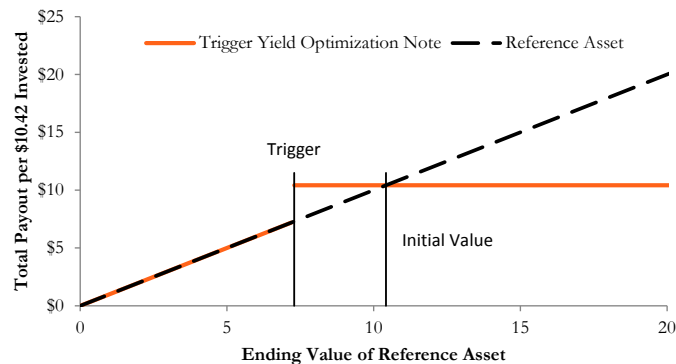 $25
Trigger Yield Optimization Note Reference Asset
$20
$15
Trigger
$10
Initial Value
$5
$0
0 5 10 15 20
Total Payout per $10.42 Invested
Ending Value of Reference Asset